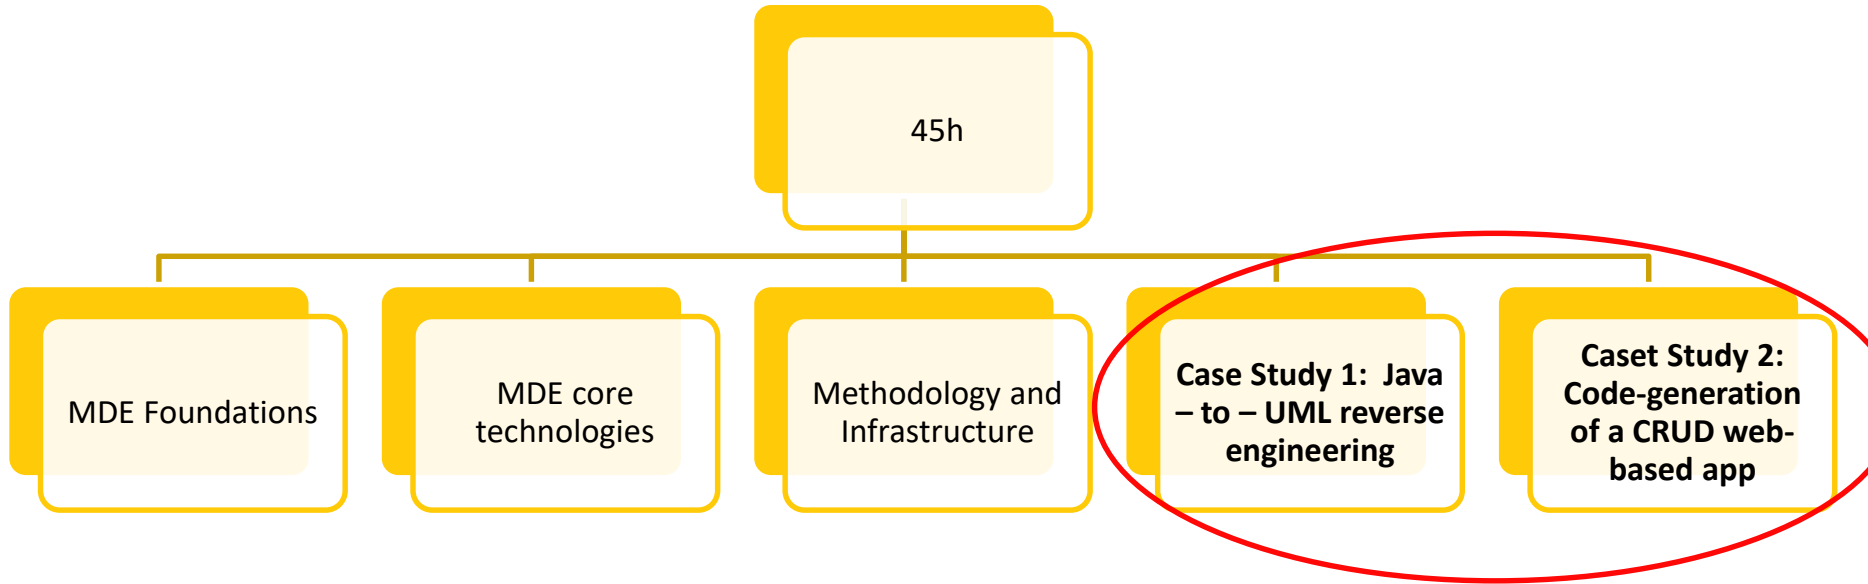 45h
MDE Foundations
MDE core
technologies
Methodology and
Infrastructure
Case Study 1:  Java
– to – UML reverse
engineering
Caset Study 2:
Code-generation
of a CRUD web-
based app